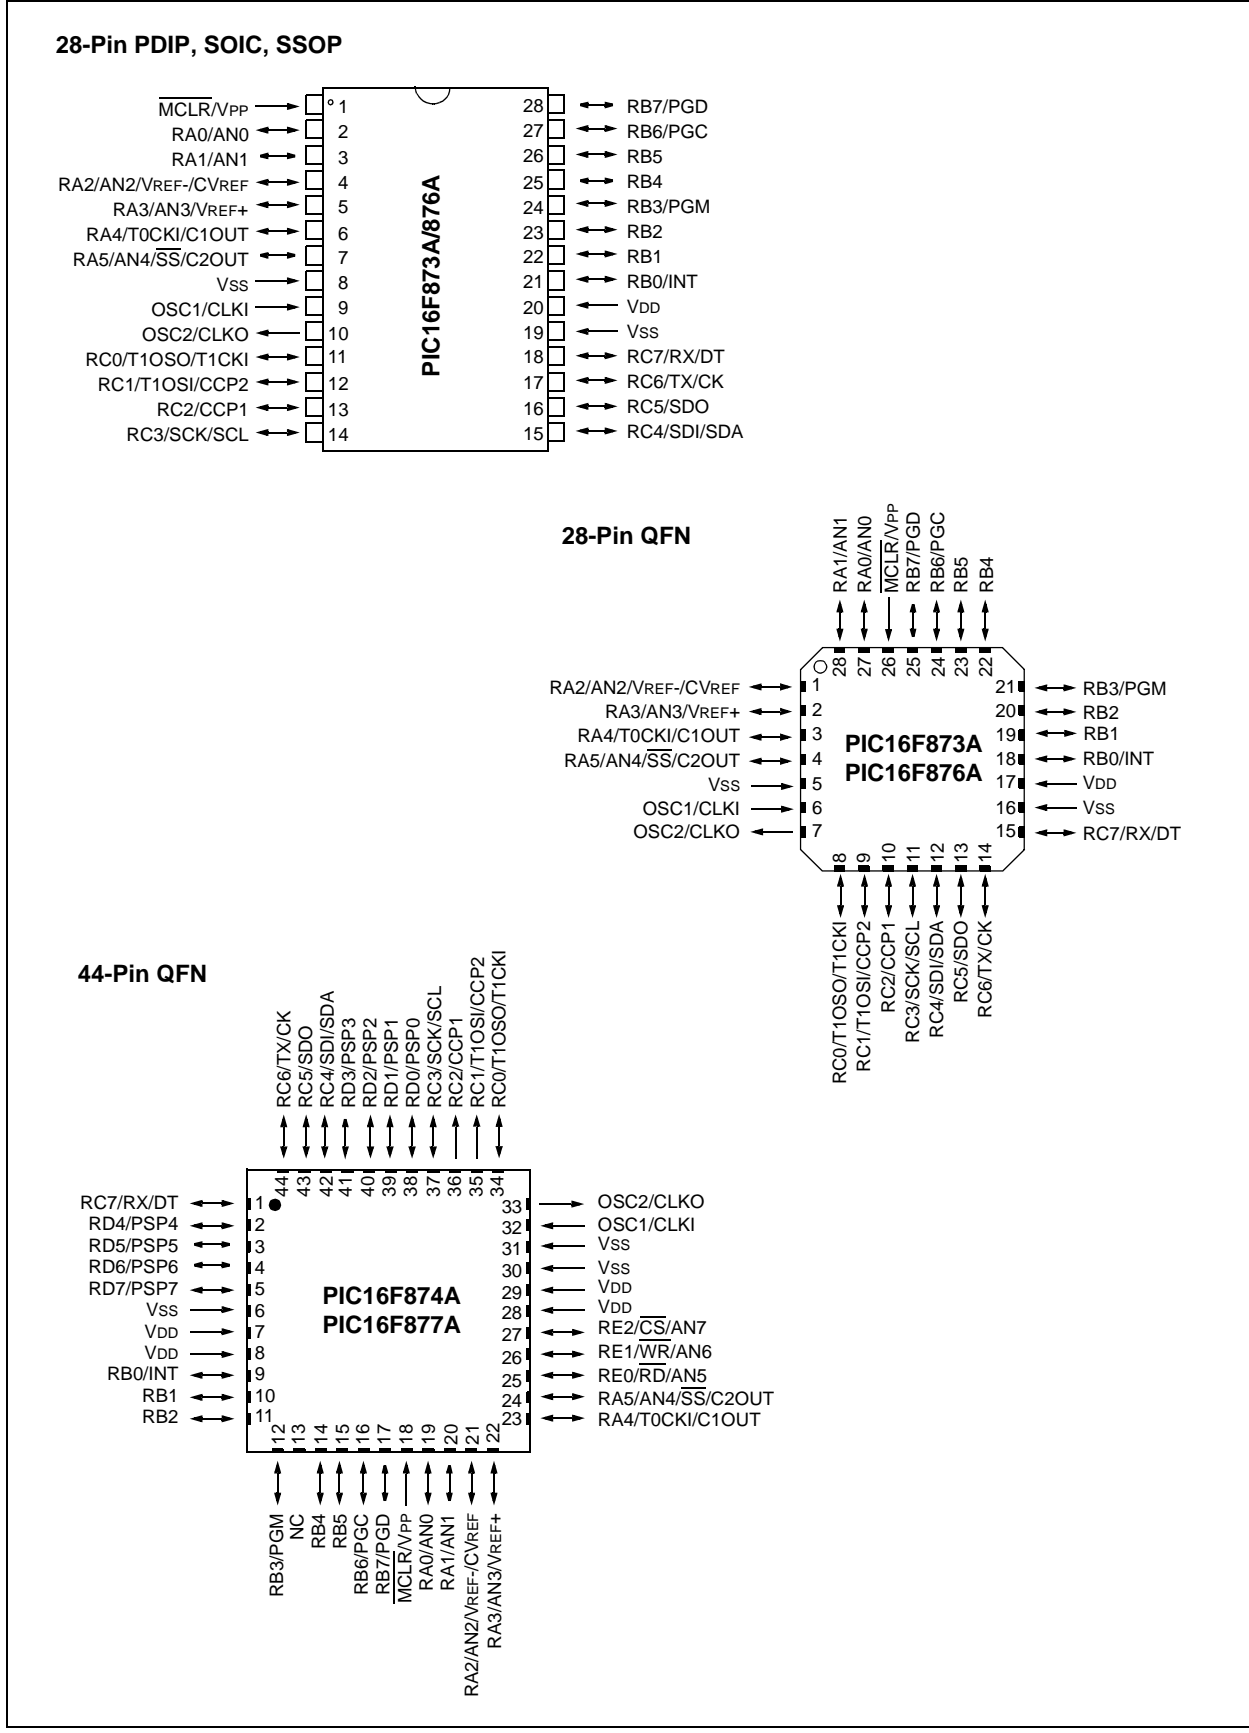 28-Pin PDIP, SOIC, SSOP
MCLR/VPP 1
RA0/AN0 2
RA1/AN1 3
RA2/AN2/VREF-/CVREF 4
RA3/AN3/VREF+ 5
RA4/T0CKI/C1OUT 6
RA5/AN4/SS/C2OUT 7
VSS 8
OSC1/CLKI 9
OSC2/CLKO 10
RC0/T1OSO/T1CKI 11
RC1/T1OSI/CCP2 12
RC2/CCP1 13
RC3/SCK/SCL 14
PIC16F873A/876A
28 RB7/PGD
27 RB6/PGC
26 RB5
25 RB4
24 RB3/PGM
23 RB2
22 RB1
21 RB0/INT
20 VDD
19 VSS
18 RC7/RX/DT
17 RC6/TX/CK
16 RC5/SDO
15 RC4/SDI/SDA
28-Pin QFN
RA1/AN1 28
RA0/AN0 27
MCLR/VPP 26
RB7/PGD 25
RB6/PGC 24
RB5 23
RB4 22
RA2/AN2/VREF-/CVREF 1
RA3/AN3/VREF+ 2
RA4/T0CKI/C1OUT 3
RA5/AN4/SS/C2OUT 4
VSS 5
OSC1/CLKI 6
OSC2/CLKO 7
PIC16F873A
PIC16F876A
21 RB3/PGM
20 RB2
19 RB1
18 RB0/INT
17 VDD
16 VSS
15 RC7/RX/DT
8 RC0/T1OSO/T1CKI
9 RC1/T1OSI/CCP2
10 RC2/CCP1
11 RC3/SCK/SCL
12 RC4/SDI/SDA
13 RC5/SDO
14 RC6/TX/CK
44-Pin QFN
RC6/TX/CK 44
RC5/SDO 43
RC4/SDI/SDA 42
RD3/PSP3 41
RD2/PSP2 40
RD1/PSP1 39
RD0/PSP0 38
RC3/SCK/SCL 37
RC2/CCP1 36
RC1/T1OSI/CCP2 35
RC0/T1OSO/T1CKI 34
RC7/RX/DT 1
RD4/PSP4 2
RD5/PSP5 3
RD6/PSP6 4
RD7/PSP7 5
VSS 6
VDD 7
VDD 8
RB0/INT 9
RB1 10
RB2 11
PIC16F874A
PIC16F877A
33 OSC2/CLKO
32 OSC1/CLKI
31 VSS
30 VSS
29 VDD
28 VDD
27 RE2/CS/AN7
26 RE1/WR/AN6
25 RE0/RD/AN5
24 RA5/AN4/SS/C2OUT
23 RA4/T0CKI/C1OUT
12 RB3/PGM
13 NC
14 RB4
15 RB5
16 RB6/PGC
17 RB7/PGD
18 MCLR/VPP
19 RA0/AN0
20 RA1/AN1
21 RA2/AN2/VREF-/CVREF
22 RA3/AN3/VREF+